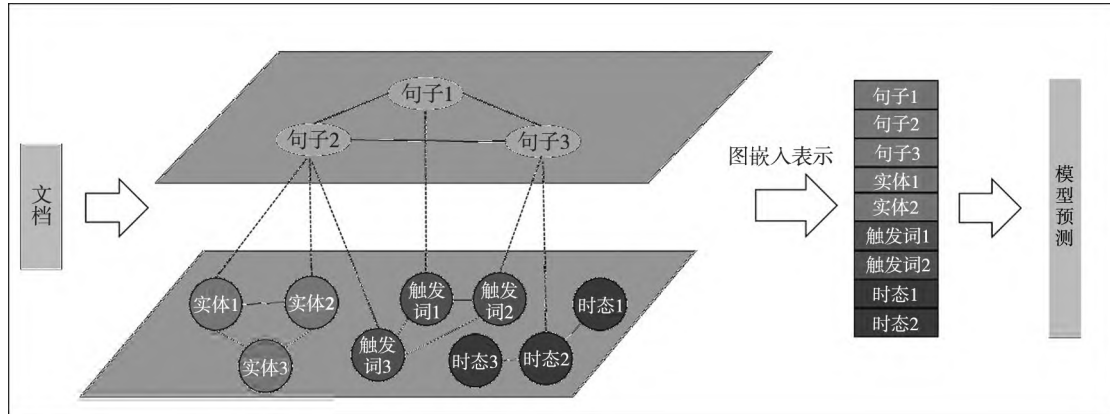 文档
句子1
句子2
句子3
实体1
实体2
实体3
触发
词1
触发
词2
触发
词3
时态1
时态2
时态3
图嵌入表示
句子1
句子2
句子3
实体1
实体2
触发词1
触发词2
时态1
时态2
模型预测